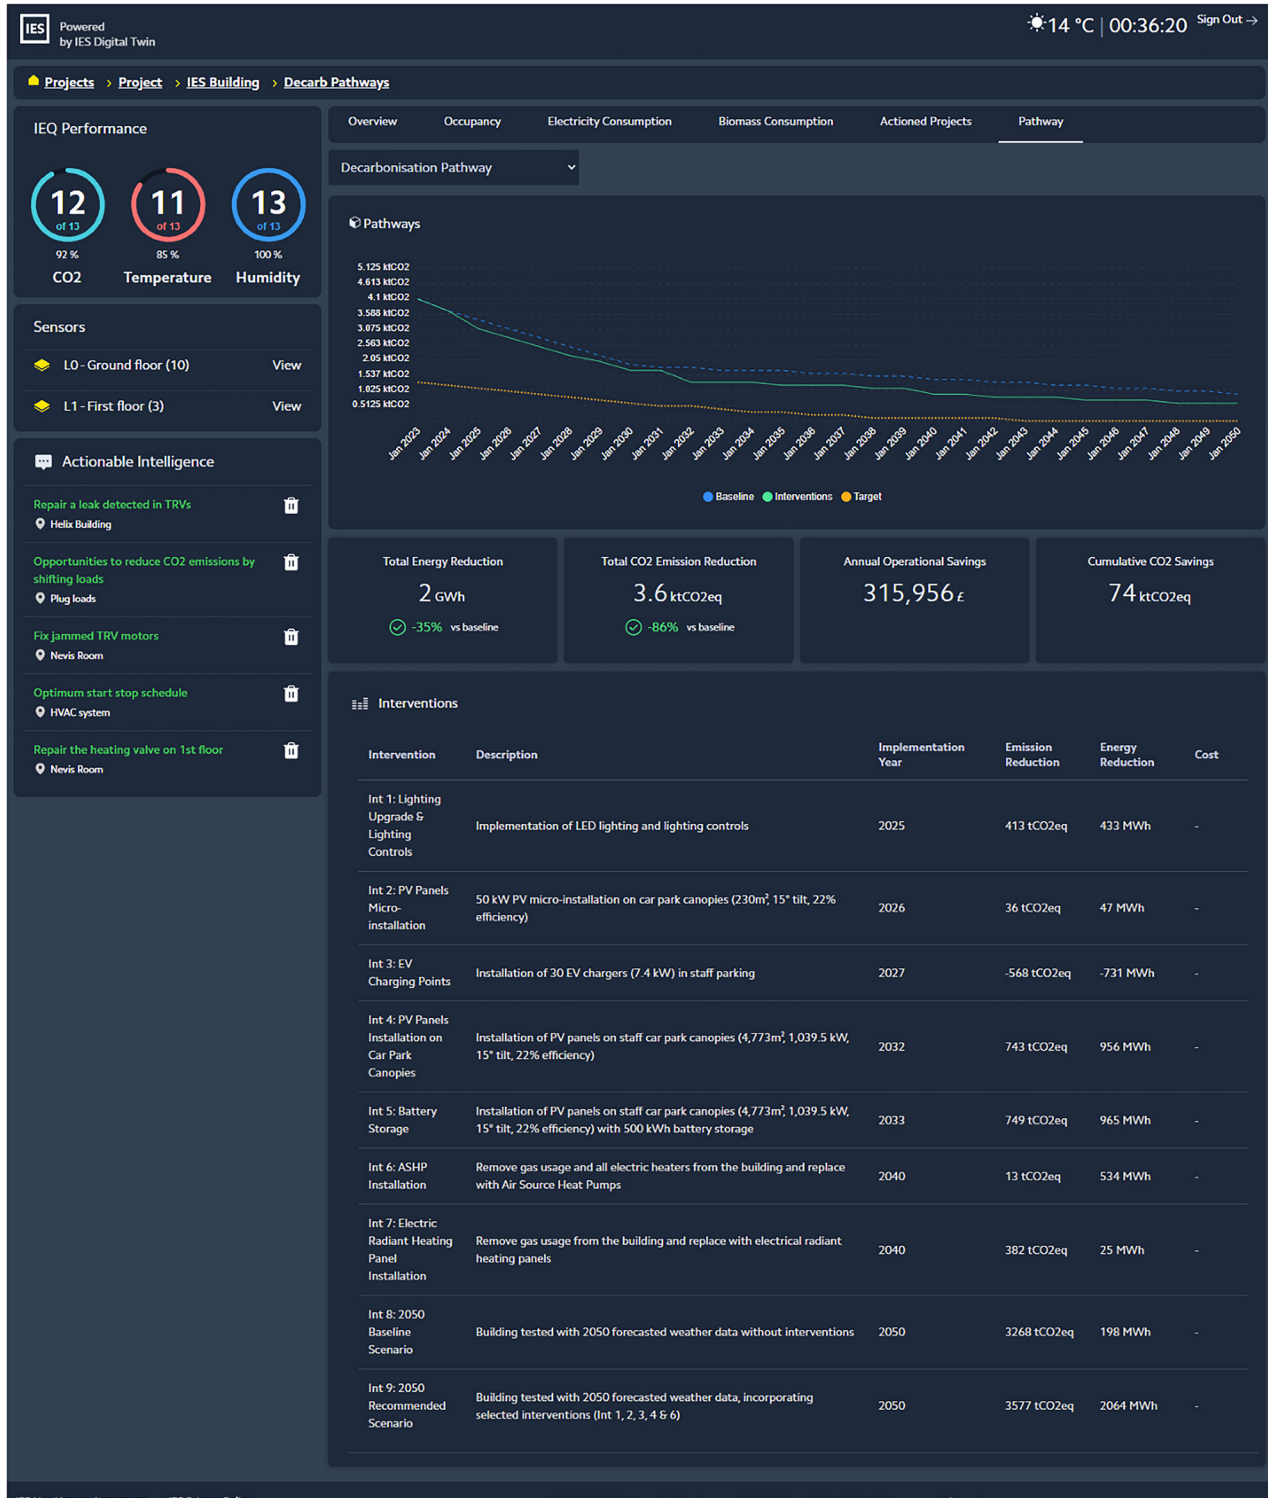 IES
Powered
by IES Digital Twin
14 °C | 00:36:20
Sign Out →
Projects > Project > IES Building > Decarb Pathways
IEQ Performance
12
of 13
92 %
CO2
11
of 13
85 %
Temperature
13
of 13
100 %
Humidity
Sensors
L0 - Ground floor (10) View
L1 - First floor (3) View
Actionable Intelligence
Repair a leak detected in TRVs
Helix Building
Opportunities to reduce CO2 emissions by
shifting loads
Plug loads
Fix jammed TRV motors
Nevis Room
Optimum start stop schedule
HVAC system
Repair the heating valve on 1st floor
Nevis Room
Overview Occupancy Electricity Consumption Biomass Consumption Actioned Projects Pathway
Decarbonisation Pathway
Pathways
5.125 ktCO2
4.613 ktCO2
4.1 ktCO2
3.588 ktCO2
3.075 ktCO2
2.563 ktCO2
2.05 ktCO2
1.537 ktCO2
1.025 ktCO2
0.5125 ktCO2
Jan 2023 Jan 2024 Jan 2025 Jan 2026 Jan 2027 Jan 2028 Jan 2029 Jan 2030 Jan 2031 Jan 2032 Jan 2033 Jan 2034 Jan 2035 Jan 2036 Jan 2037 Jan 2038 Jan 2039 Jan 2040 Jan 2041 Jan 2042 Jan 2043 Jan 2044 Jan 2045 Jan 2046 Jan 2047 Jan 2048 Jan 2049 Jan 2050
Baseline Interventions Target
Total Energy Reduction
2 GWh
-35% vs baseline
Total CO2 Emission Reduction
3.6 ktCO2eq
-86% vs baseline
Annual Operational Savings
315,956 £
Cumulative CO2 Savings
74 ktCO2eq
Interventions
Intervention Description Implementation Year Emission Reduction Energy Reduction Cost
Int 1: Lighting
Upgrade &
Lighting
Controls
Implementation of LED lighting and lighting controls
2025 413 tCO2eq 433 MWh -
Int 2: PV Panels
Micro-
installation
50 kW PV micro-installation on car park canopies (230m², 15° tilt, 22%
efficiency)
2026 36 tCO2eq 47 MWh -
Int 3: EV
Charging Points
Installation of 30 EV chargers (7.4 kW) in staff parking
2027 -568 tCO2eq -731 MWh -
Int 4: PV Panels
Installation on
Car Park
Canopies
Installation of PV panels on staff car park canopies (4,773m², 1,039.5 kW,
15° tilt, 22% efficiency)
2032 743 tCO2eq 956 MWh -
Int 5: Battery
Storage
Installation of PV panels on staff car park canopies (4,773m², 1,039.5 kW,
15° tilt, 22% efficiency) with 500 kWh battery storage
2033 749 tCO2eq 965 MWh -
Int 6: ASHP
Installation
Remove gas usage and all electric heaters from the building and replace
with Air Source Heat Pumps
2040 13 tCO2eq 534 MWh -
Int 7: Electric
Radiant Heating
Panel
Installation
Remove gas usage from the building and replace with electrical radiant
heating panels
2040 382 tCO2eq 25 MWh -
Int 8: 2050
Baseline
Scenario
Building tested with 2050 forecasted weather data without interventions
2050 3268 tCO2eq 198 MWh -
Int 9: 2050
Recommended
Scenario
Building tested with 2050 forecasted weather data, incorporating
selected interventions (Int 1, 2, 3, 4 & 6)
2050 3577 tCO2eq 2064 MWh -